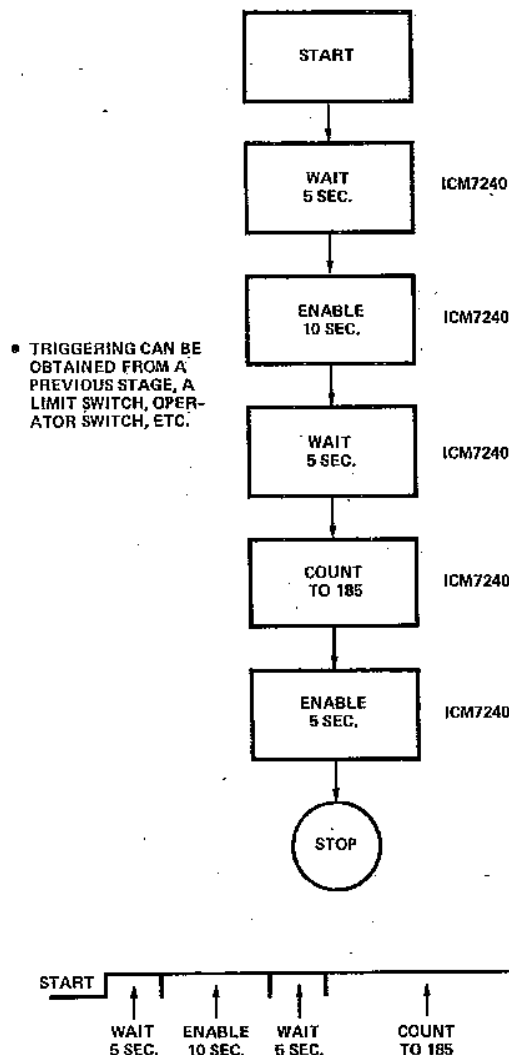 START
WAIT
5 SEC.
ICM7240
ENABLE
10 SEC.
ICM7240
• TRIGGERING CAN BE
OBTAINED FROM A
PREVIOUS STAGE, A
LIMIT SWITCH, OPER-
ATOR SWITCH, ETC.
WAIT
5 SEC.
ICM7240
COUNT
TO 185
ICM7240
ENABLE
5 SEC.
ICM7240
STOP
START
WAIT
5 SEC.
ENABLE
10 SEC.
WAIT
5 SEC.
COUNT
TO 185